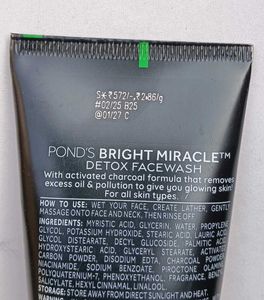 S* ₹572/-, ₹2.86/g
#02/25 B25
@01/27 C
POND'S BRIGHT MIRACLE™
DETOX FACEWASH
With activated charcoal formula that removes
excess oil & pollution to give you glowing skin!
For all skin types.
HOW TO USE: WET YOUR FACE, CREATE LATHER, GENTLY
MASSAGE ONTO FACE AND NECK, THEN RINSE OFF
INGREDIENTS: MYRISTIC ACID, GLYCERIN, WATER, PROPYLENE
GLYCOL, POTASSIUM HYDROXIDE, STEARIC ACID, LAURIC ACID,
GLYCOL DISTEARATE, DECYL GLUCOSIDE, PALMITIC ACID,
HYDROXYSTEARIC ACID, GLYCERYL STEARATE, ACTIVATED
CARBON POWDER, DISODIUM EDTA, CHARCOAL POWDER,
NIACINAMIDE, SODIUM BENZOATE, PIROCTONE OLAMINE,
POLYQUATERNIUM-7, PHENOXYETHANOL, FRAGRANCE, BENZYL
SALICYLATE, HEXYL CINNAMAL, LINALOOL
STORAGE: STORE AWAY FROM DIRECT SUNLIGHT AND HEAT.